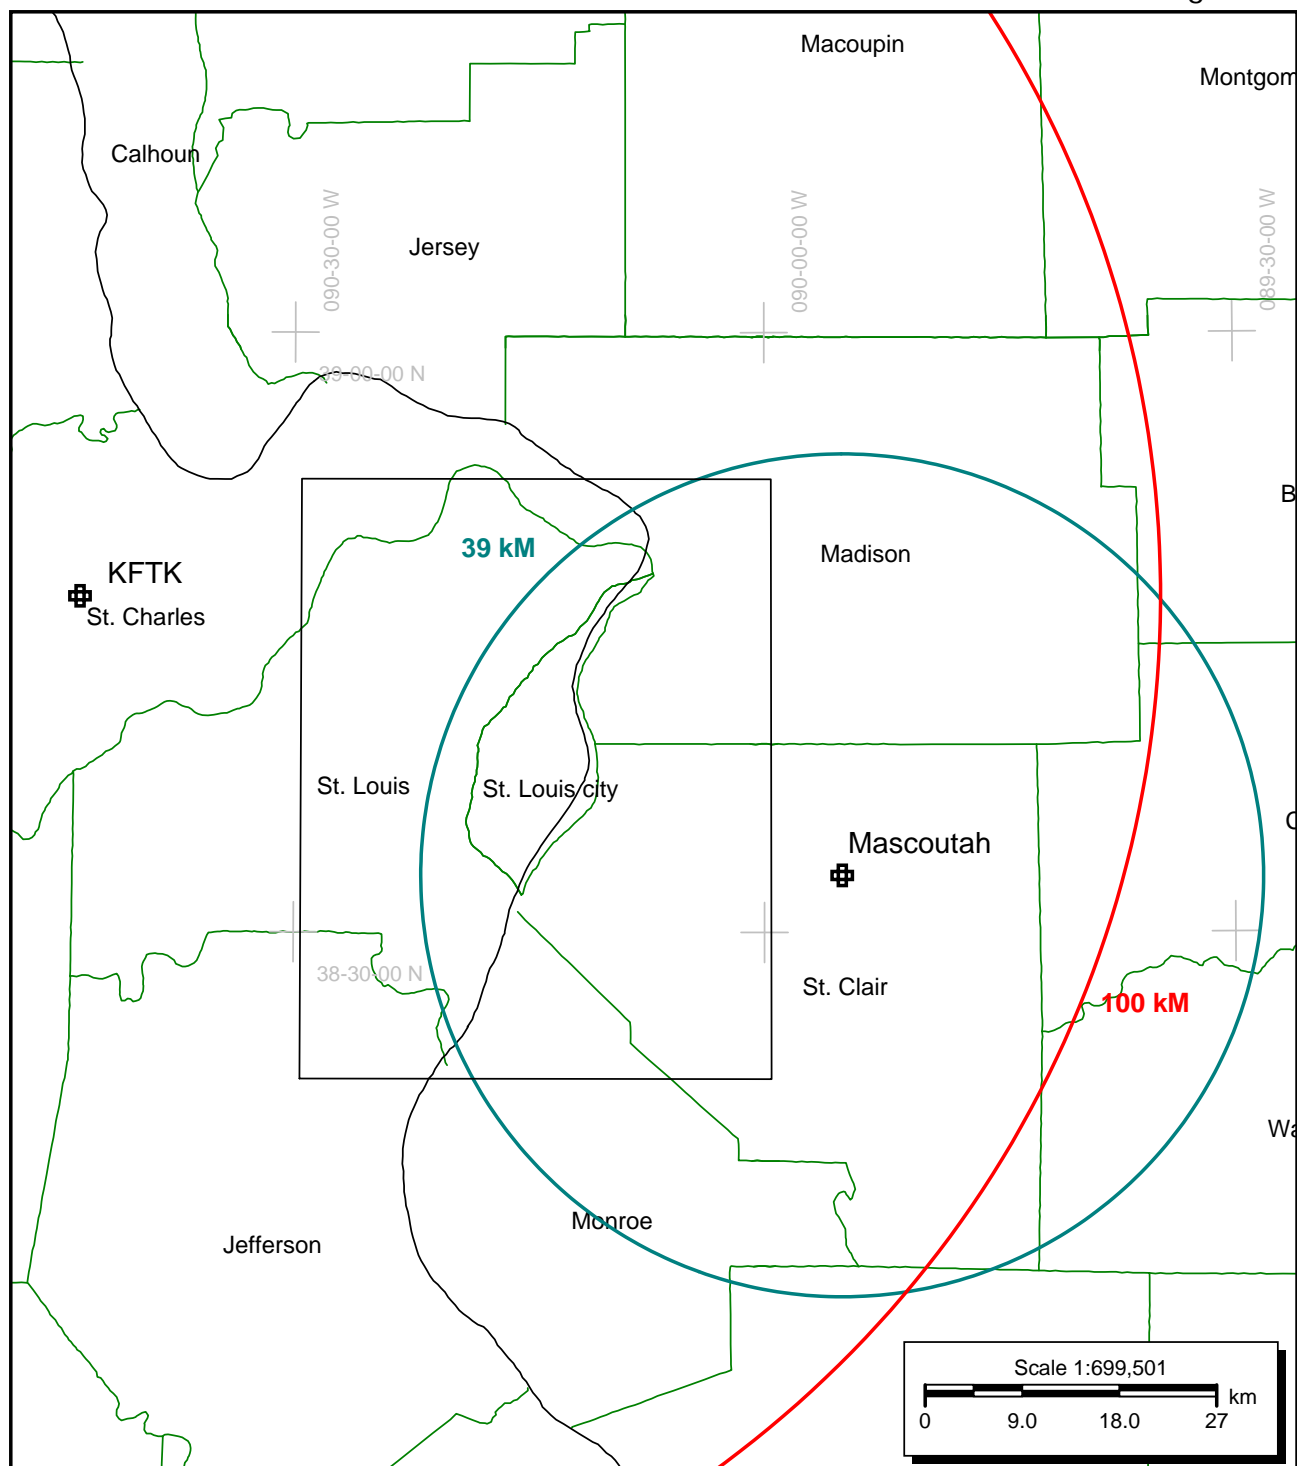 Macoupin
Montgom
Calhoun
090-30-00 W
090-00-00 W
089-30-00 W
Jersey
39-00-00 N
39 kM
Madison
KFTK
St. Charles
St. Louis
St. Louis city
Mascoutah
38-30-00 N
St. Clair
100 kM
Monroe
Jefferson
Scale 1:699,501
km
0 9.0 18.0 27